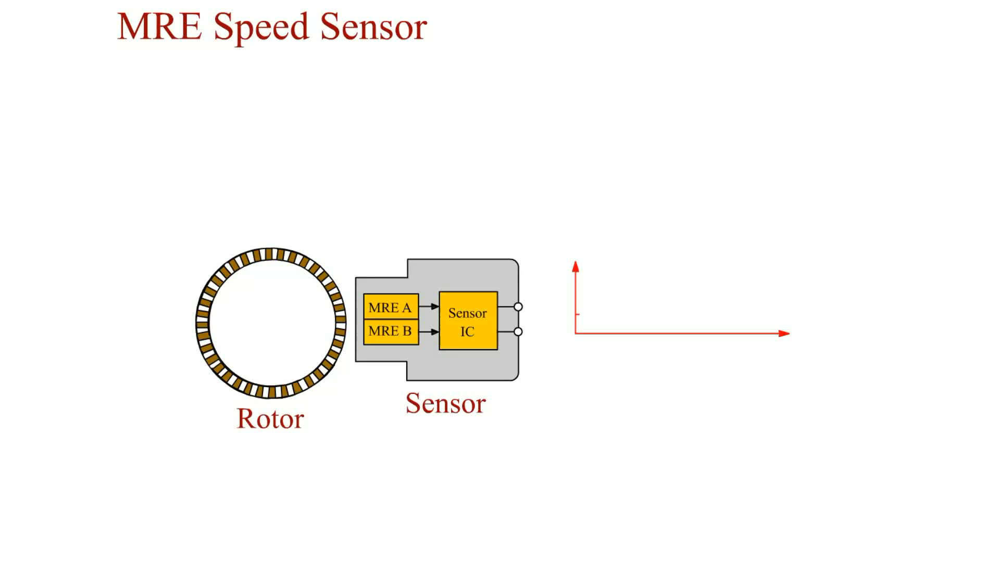 MRE Speed Sensor
MRE A
MRE B
Sensor
IC
Sensor
Rotor